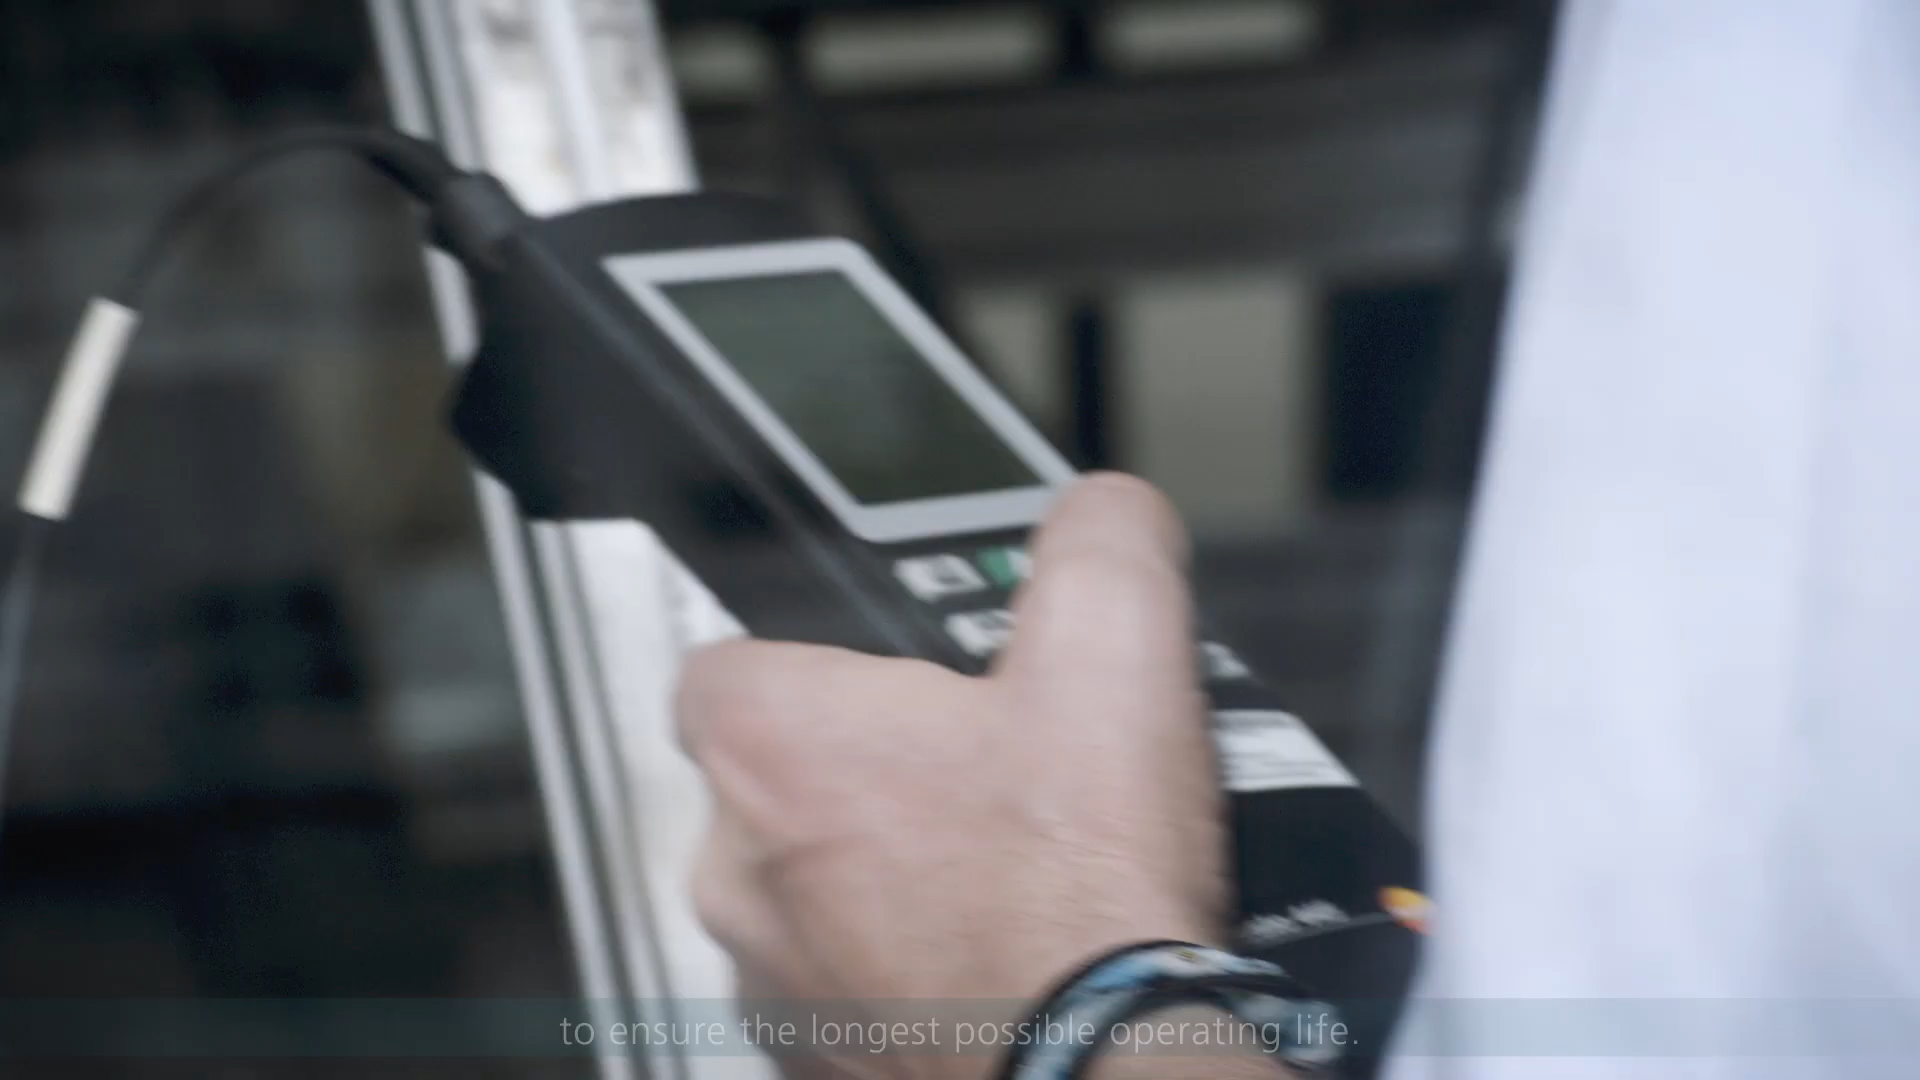 to ensure the longest possible operating life.